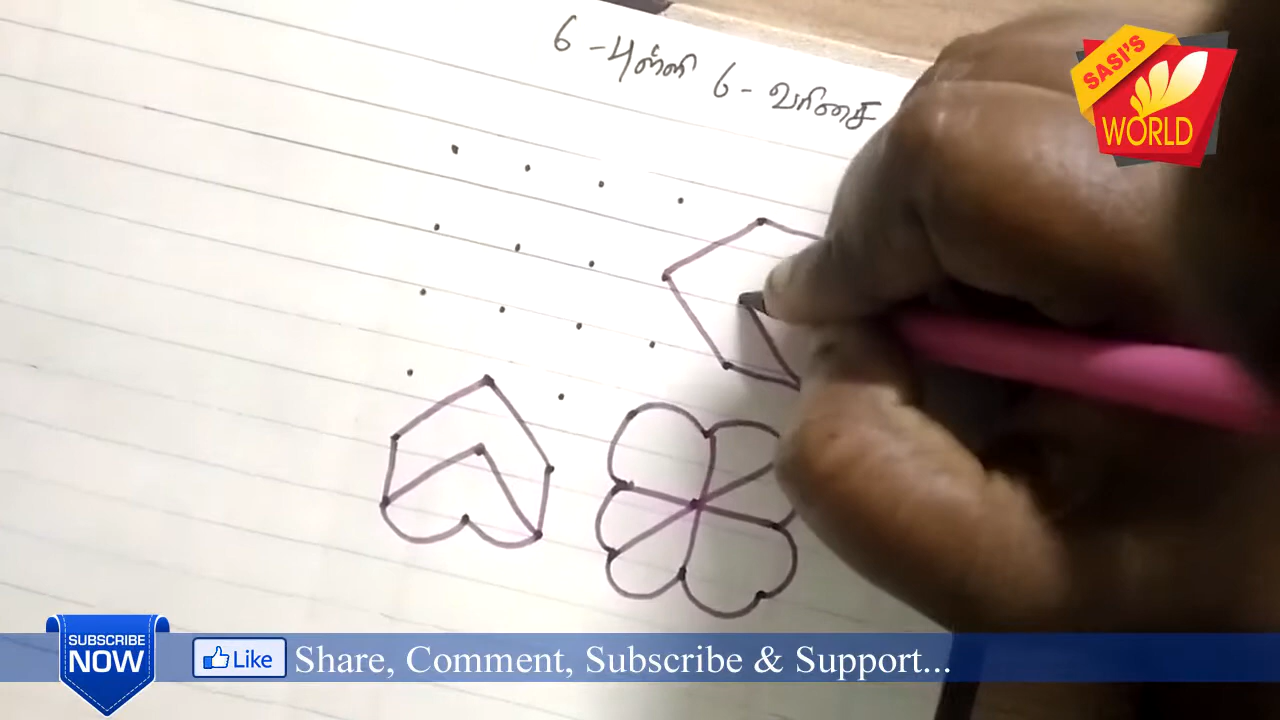 6 - புள்ளி 6 - வரிசை
SASI'S
WORLD
SUBSCRIBE
NOW
Like
Share, Comment, Subscribe & Support...